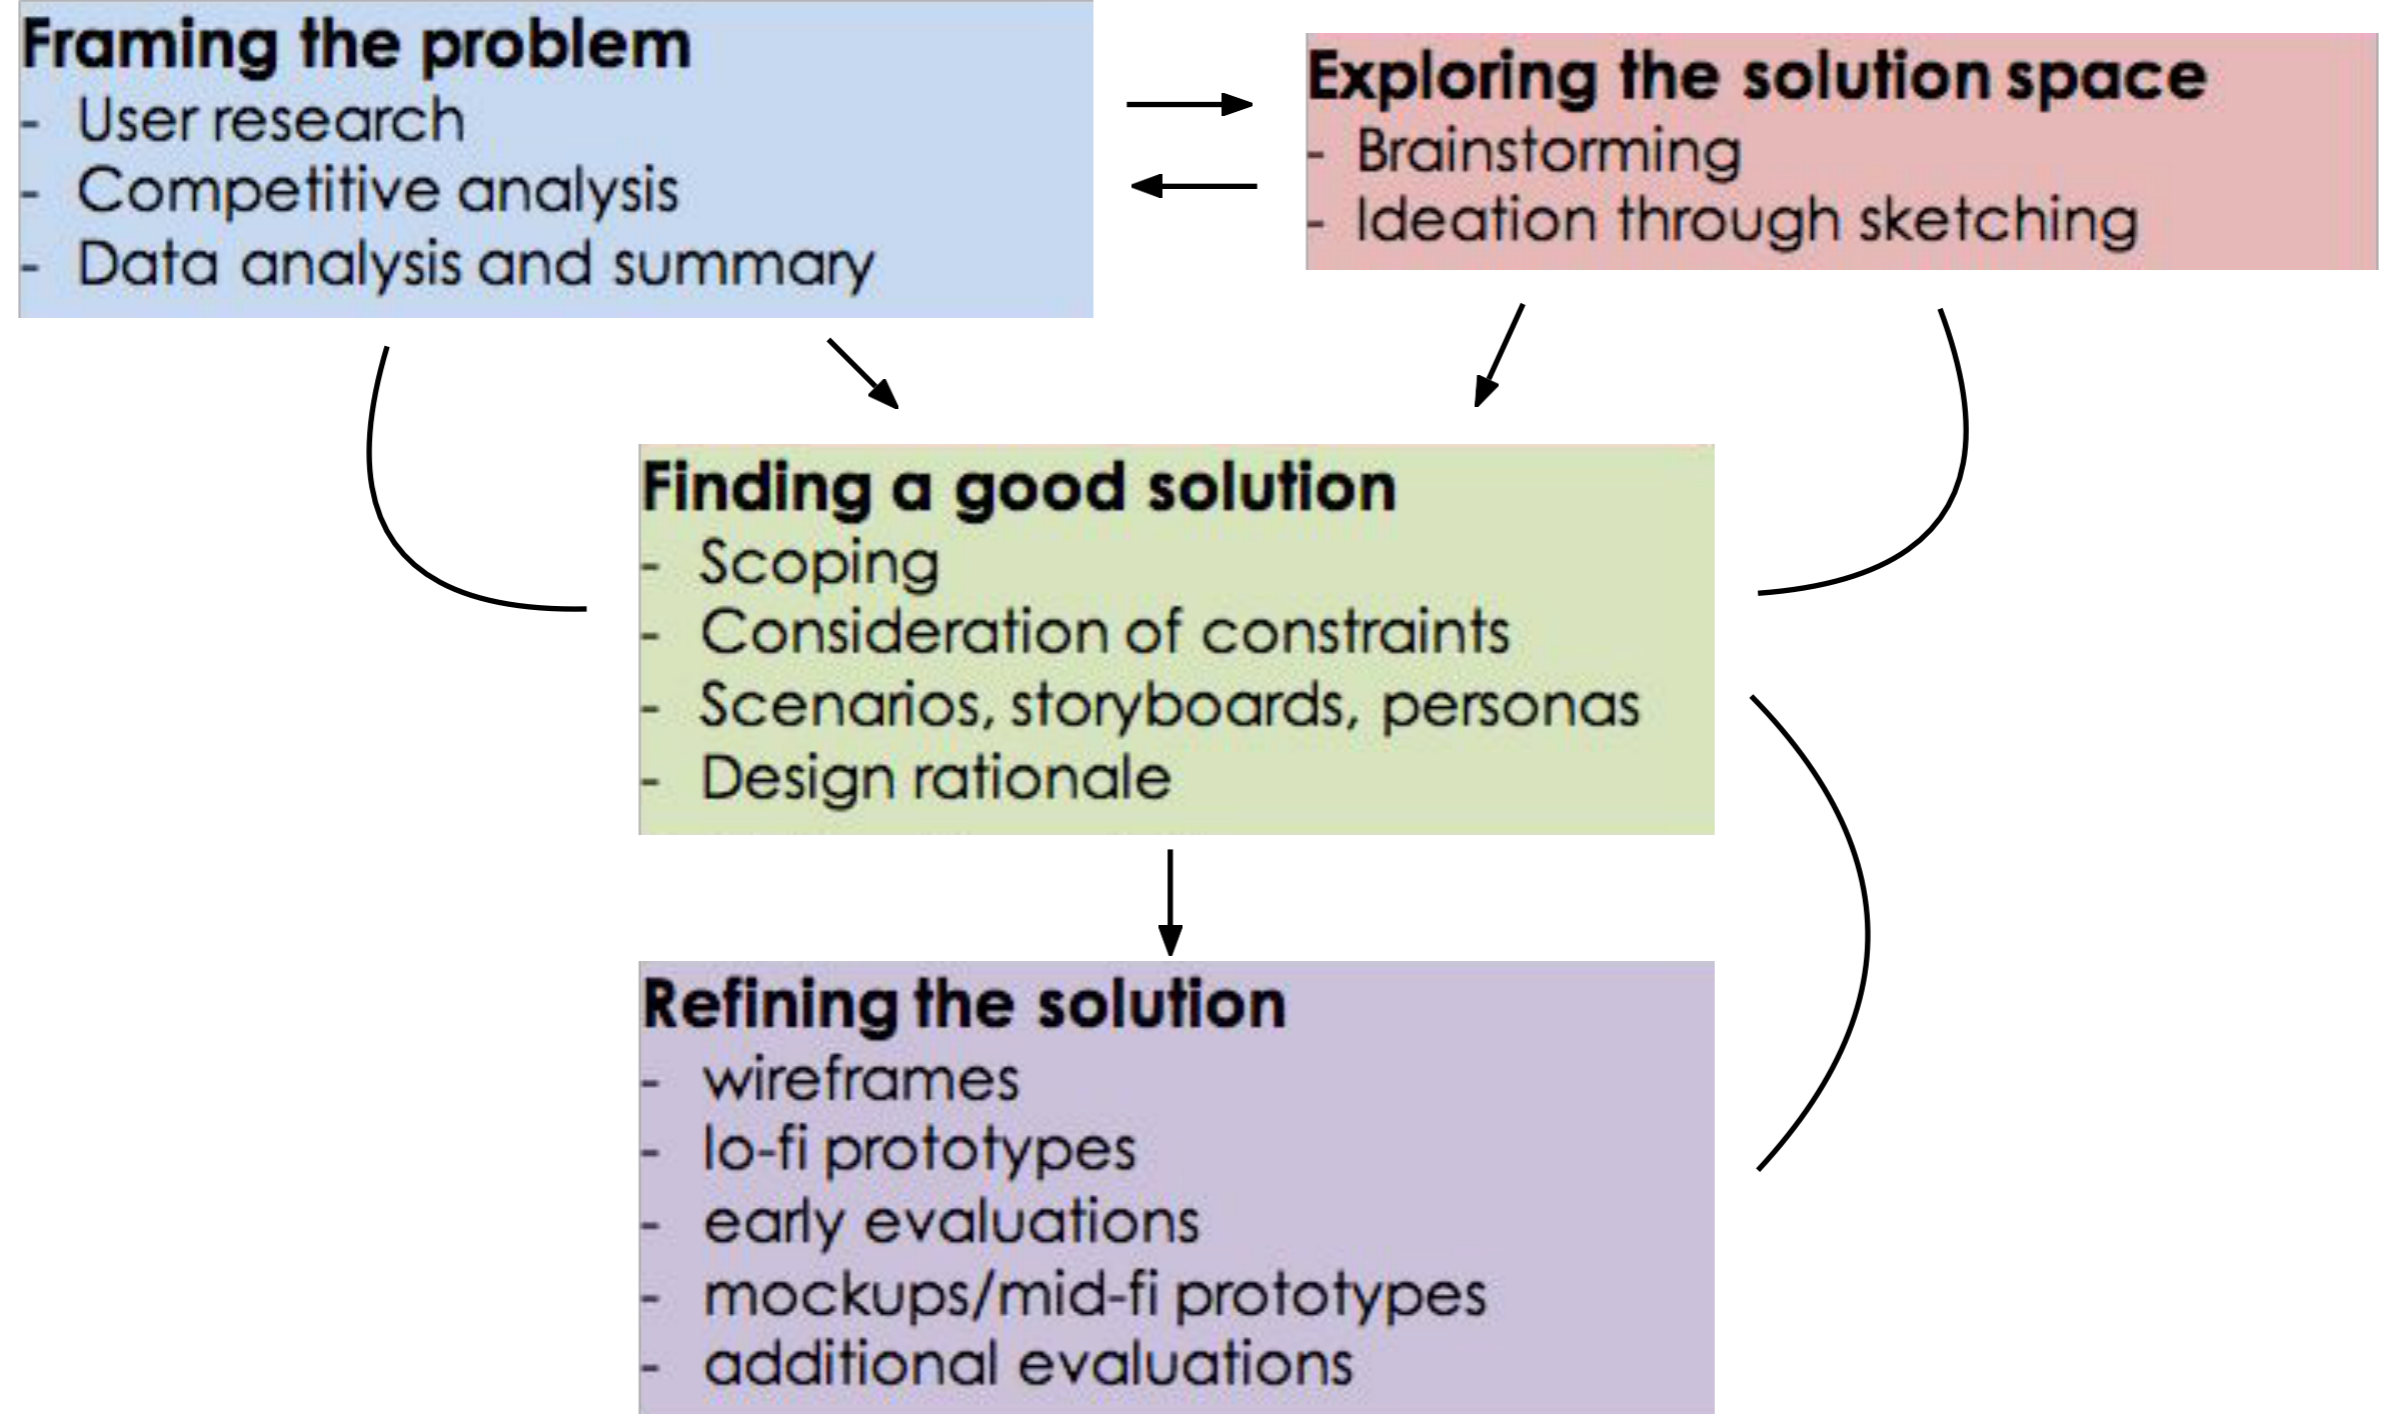 Framing the problem
- User research
- Competitive analysis
- Data analysis and summary
Exploring the solution space
- Brainstorming
- Ideation through sketching
Finding a good solution
- Scoping
- Consideration of constraints
- Scenarios, storyboards, personas
- Design rationale
Refining the solution
- wireframes
- lo-fi prototypes
- early evaluations
- mockups/mid-fi prototypes
- additional evaluations